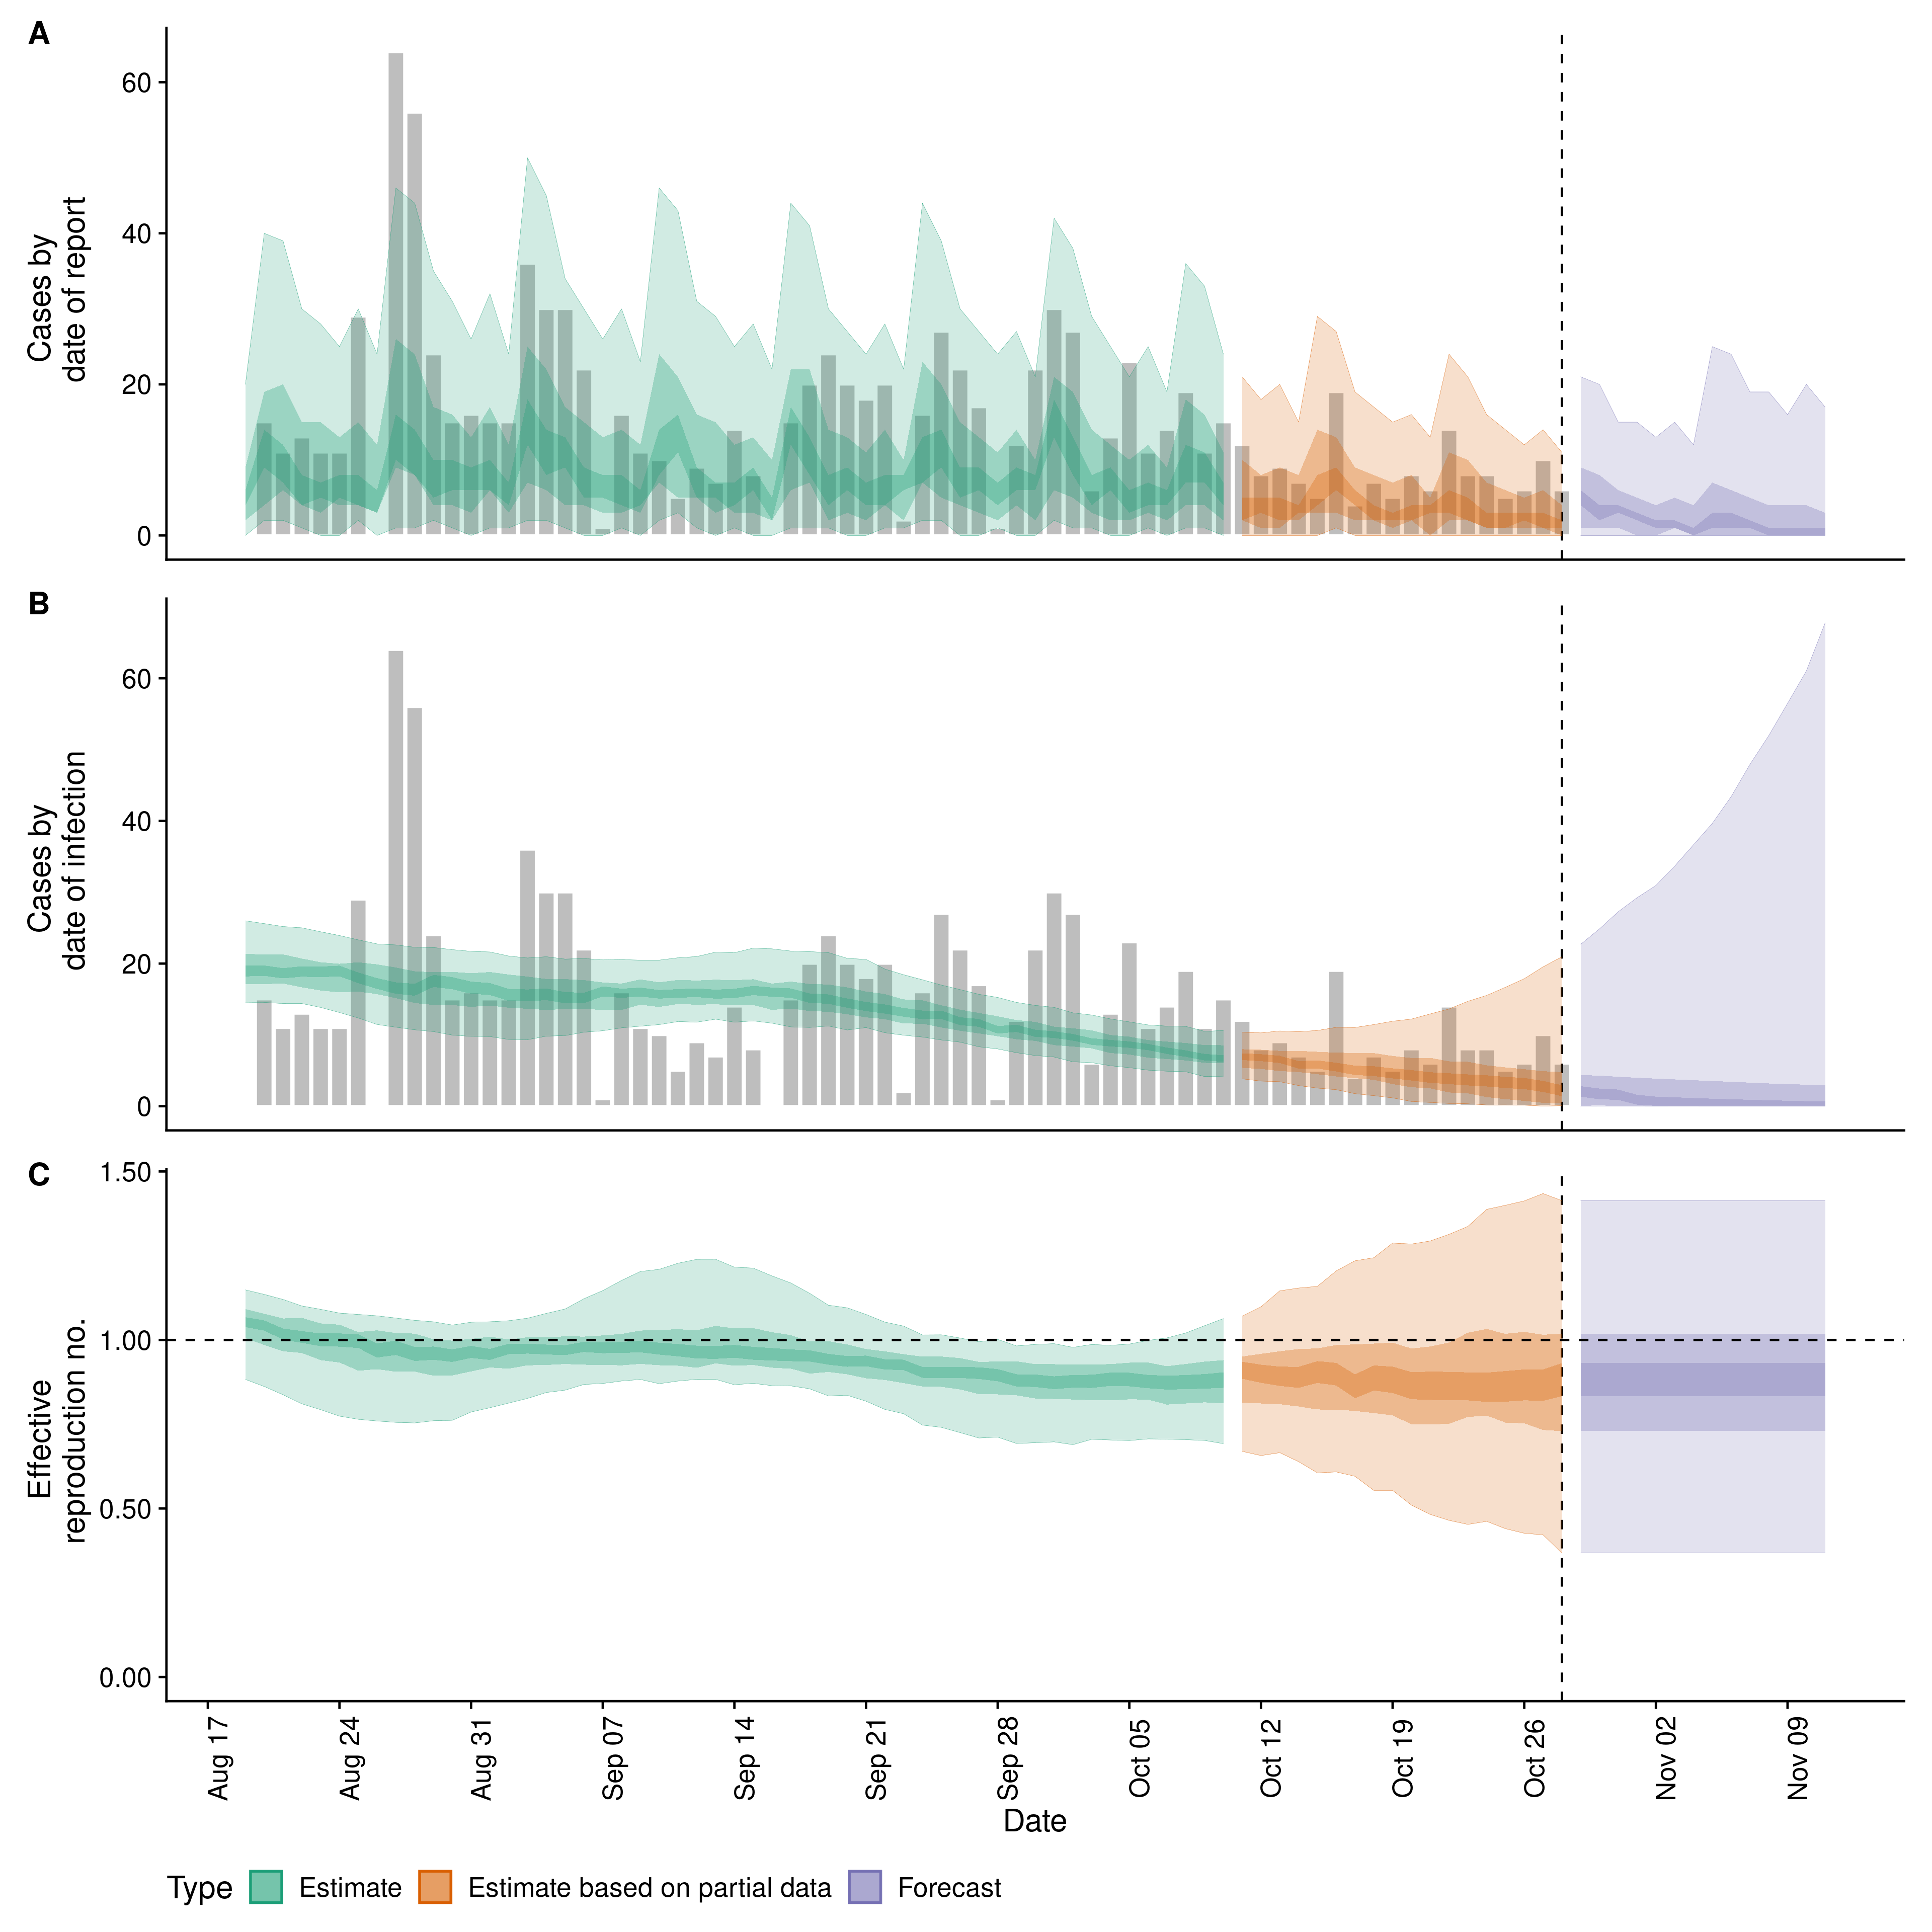 A
60
40
20
0
Cases by
date of report
B
60
40
20
0
Cases by
date of infection
C
1.50
1.00
0.50
0.00
Effective
reproduction no.
Aug 17
Aug 24
Aug 31
Sep 07
Sep 14
Sep 21
Sep 28
Oct 05
Oct 12
Oct 19
Oct 26
Nov 02
Nov 09
Date
Type
Estimate
Estimate based on partial data
Forecast